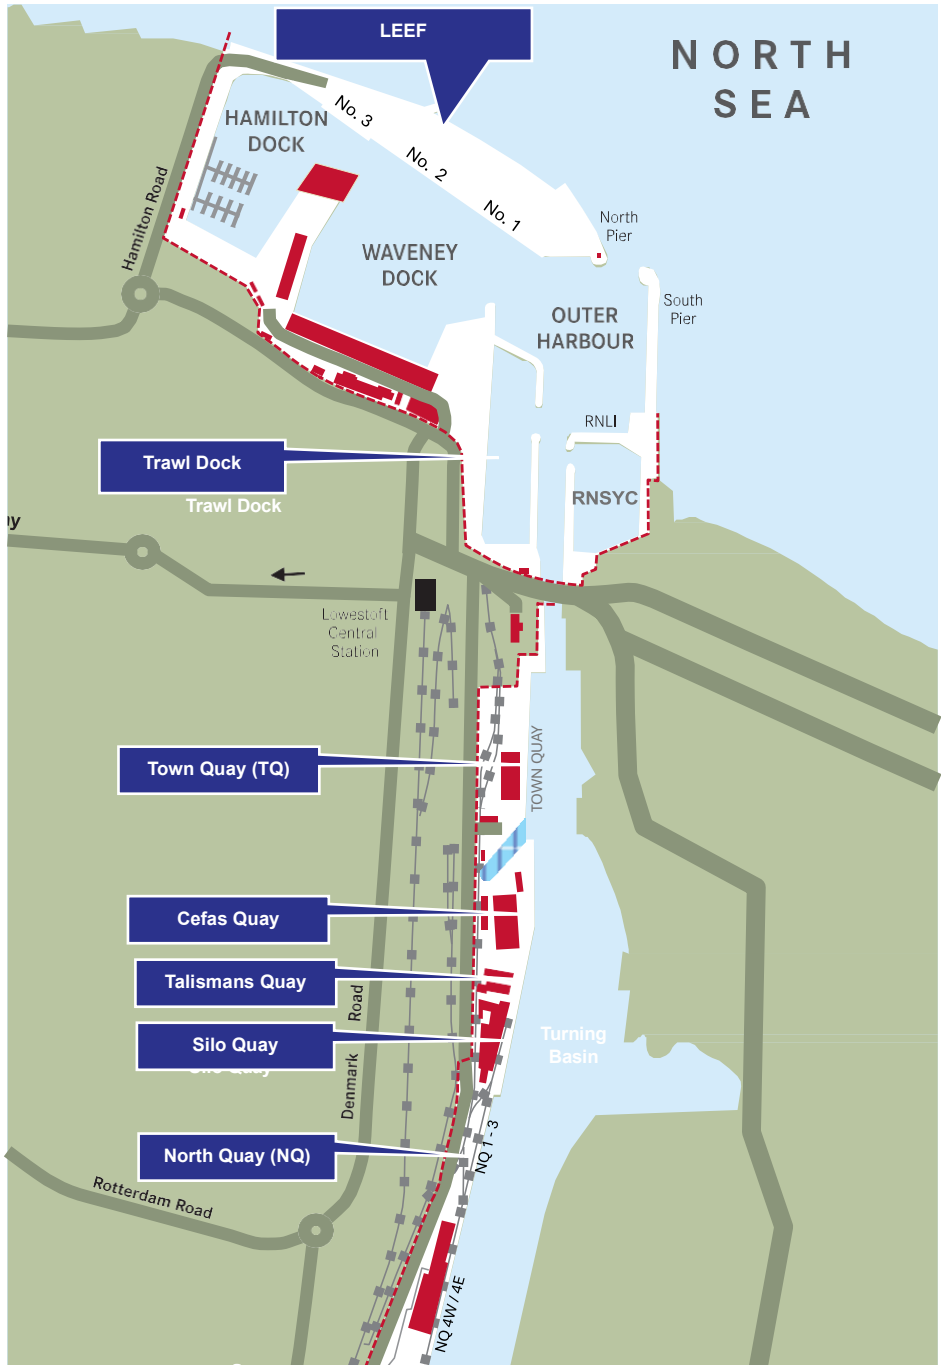 LEEF
NORTH
SEA
No. 3
HAMILTON
DOCK
No. 2
Hamilton Road
No. 1
North
Pier
WAVENEY
DOCK
South
Pier
OUTER
HARBOUR
RNLI
Trawl Dock
RNSYC
Trawl Dock
Lowestoft
Central
Station
TOWN QUAY
Town Quay (TQ)
Cefas Quay
Talismans Quay
Denmark Road
Silo Quay
Turning
Basin
Silo Quay
North Quay (NQ)
NQ 1 - 3
Rotterdam Road
NQ 4W / 4E